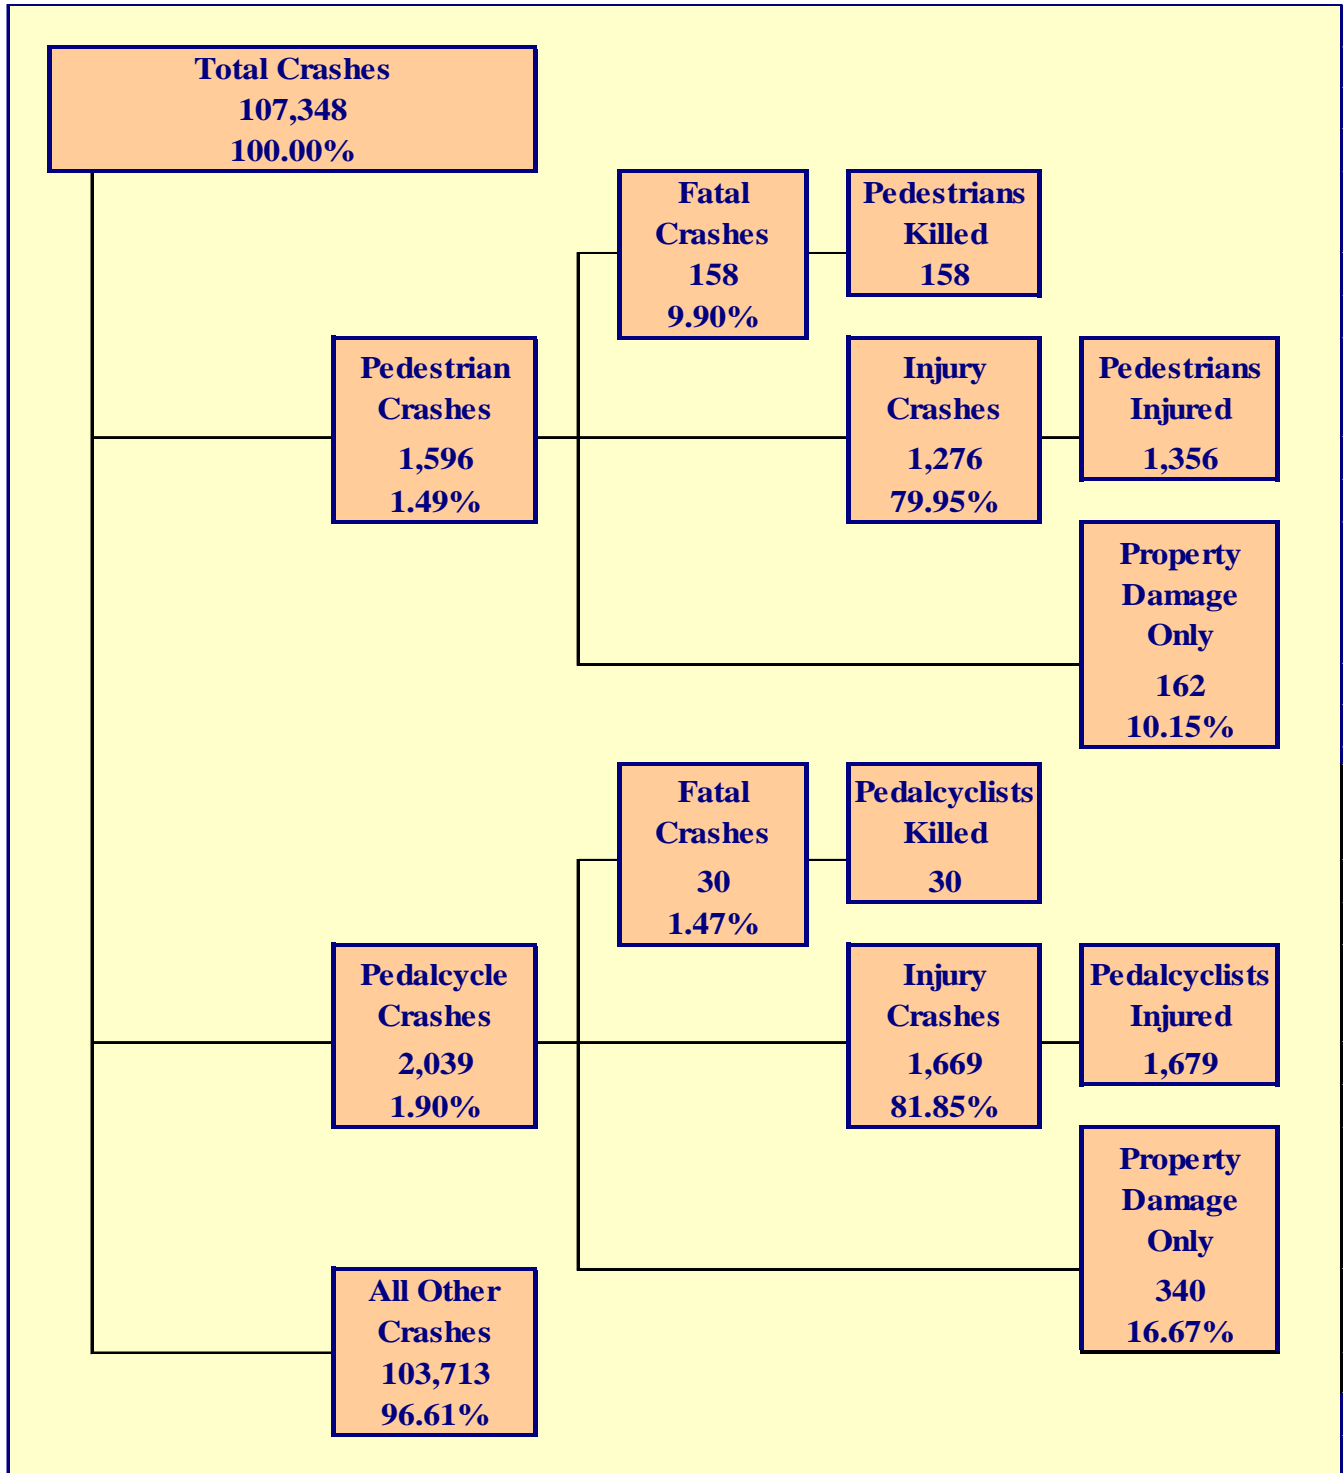 Total Crashes
107,348
100.00%
Fatal
Crashes
158
9.90%
Pedestrians
Killed
158
Pedestrian
Crashes
1,596
1.49%
Injury
Crashes
1,276
79.95%
Pedestrians
Injured
1,356
Property
Damage
Only
162
10.15%
Fatal
Crashes
30
1.47%
Pedalcyclists
Killed
30
Pedalcycle
Crashes
2,039
1.90%
Injury
Crashes
1,669
81.85%
Pedalcyclists
Injured
1,679
Property
Damage
Only
340
16.67%
All Other
Crashes
103,713
96.61%